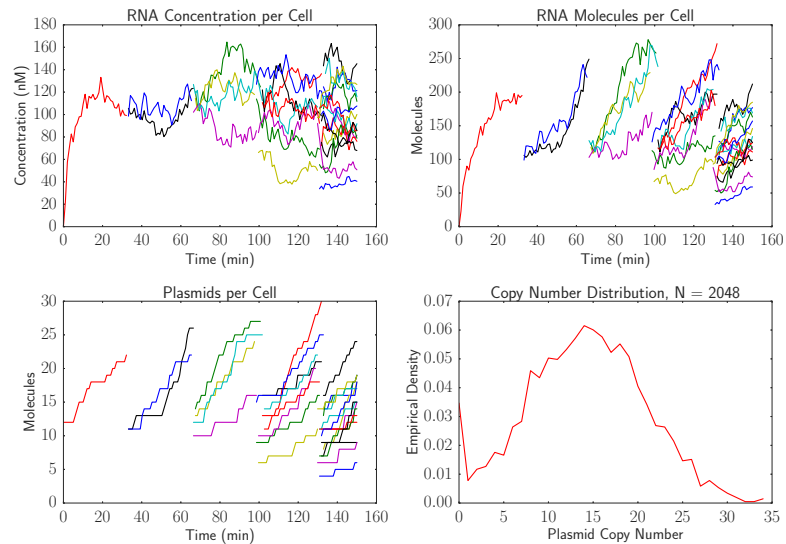 RNA Concentration per Cell
180
160
140
120
100
80
60
40
20
0
Concentration (nM)
0 20 40 60 80 100 120 140 160
Time (min)
RNA Molecules per Cell
300
250
200
150
100
50
0
Molecules
0 20 40 60 80 100 120 140 160
Time (min)
Plasmids per Cell
30
25
20
15
10
5
0
Molecules
0 20 40 60 80 100 120 140 160
Time (min)
Copy Number Distribution, N = 2048
0.07
0.06
0.05
0.04
0.03
0.02
0.01
0.00
Empirical Density
0 5 10 15 20 25 30 35
Plasmid Copy Number